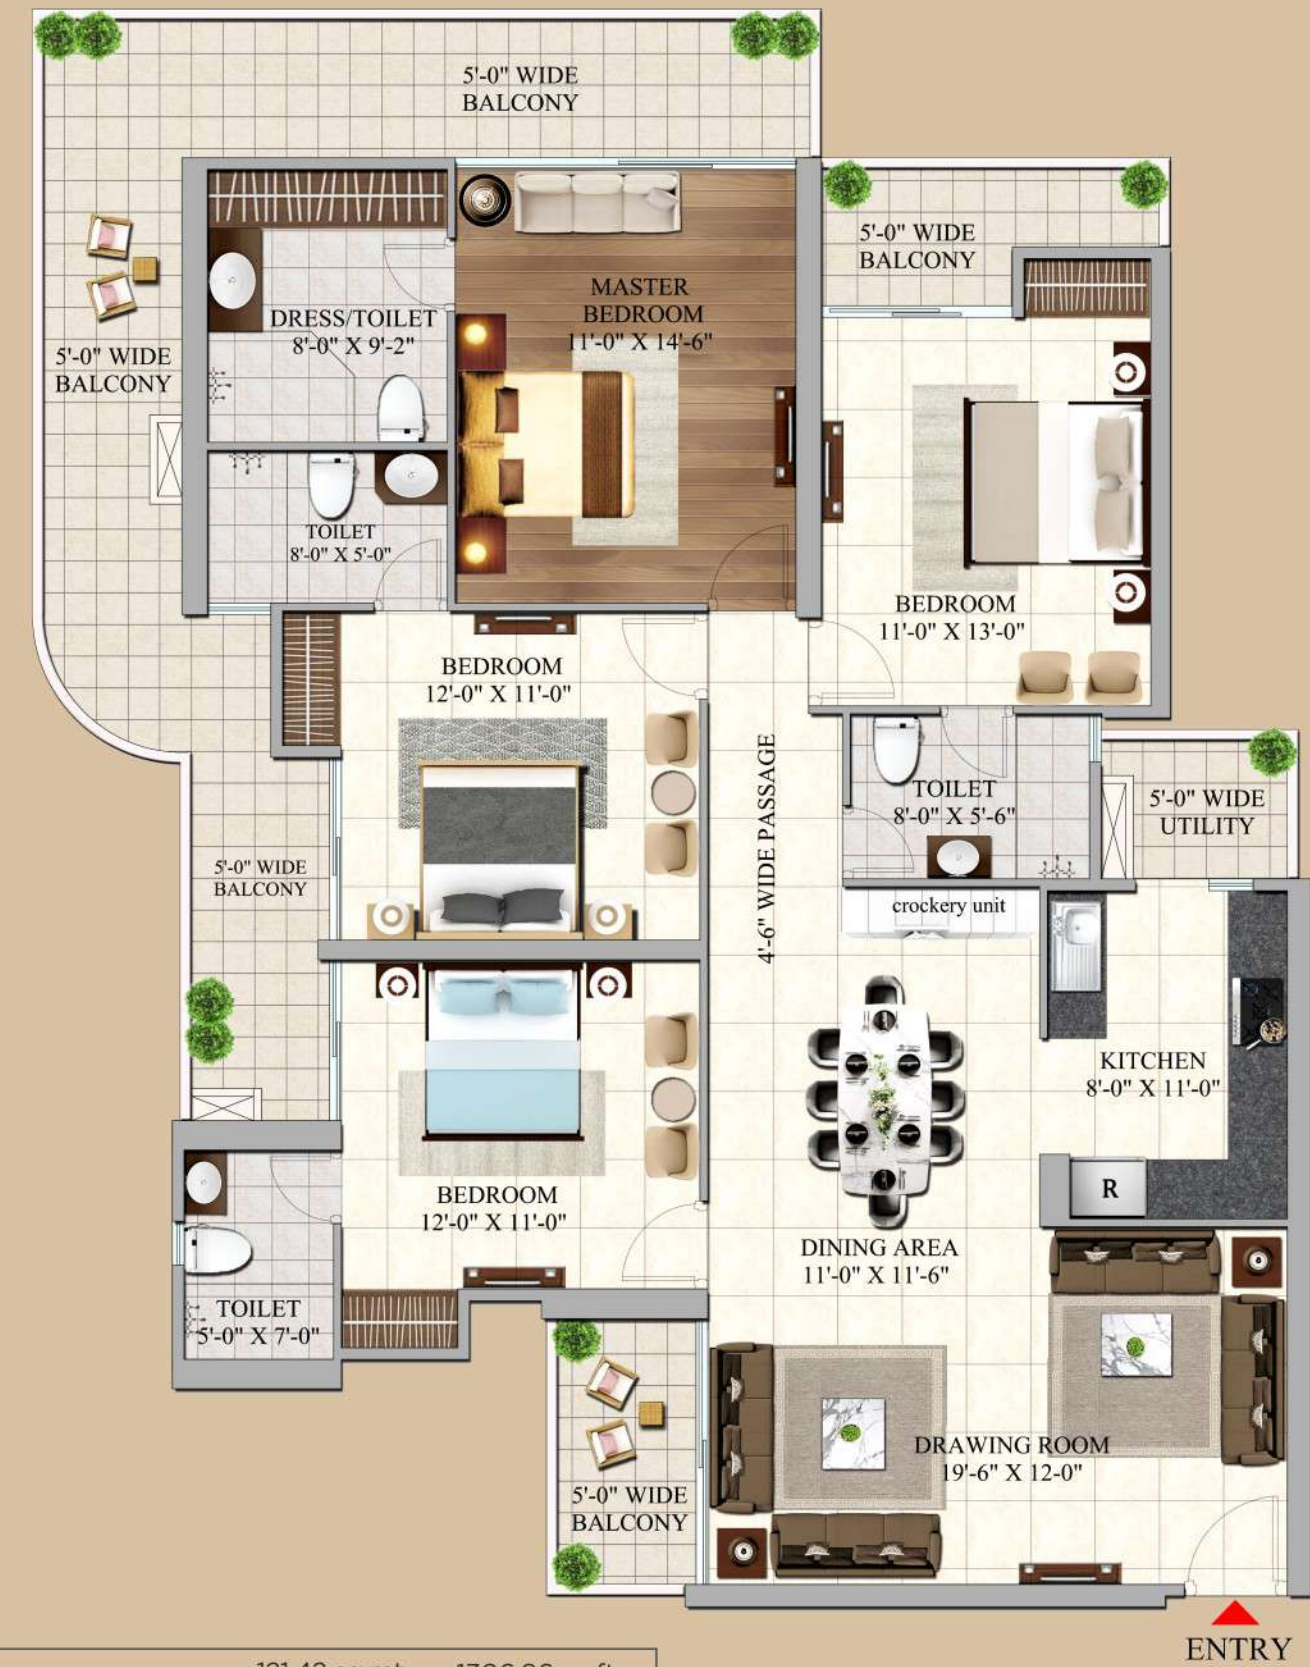 5'-0" WIDE
BALCONY
5'-0" WIDE
BALCONY
MASTER
BEDROOM
11'-0" X 14'-6"
DRESS/TOILET
8'-0" X 9'-2"
5'-0" WIDE
BALCONY
TOILET
8'-0" X 5'-0"
BEDROOM
11'-0" X 13'-0"
BEDROOM
12'-0" X 11'-0"
4'-6" WIDE PASSAGE
TOILET
8'-0" X 5'-6"
5'-0" WIDE
UTILITY
5'-0" WIDE
BALCONY
crockery unit
KITCHEN
8'-0" X 11'-0"
R
BEDROOM
12'-0" X 11'-0"
DINING AREA
11'-0" X 11'-6"
TOILET
5'-0" X 7'-0"
DRAWING ROOM
19'-6" X 12-0"
5'-0" WIDE
BALCONY
ENTRY